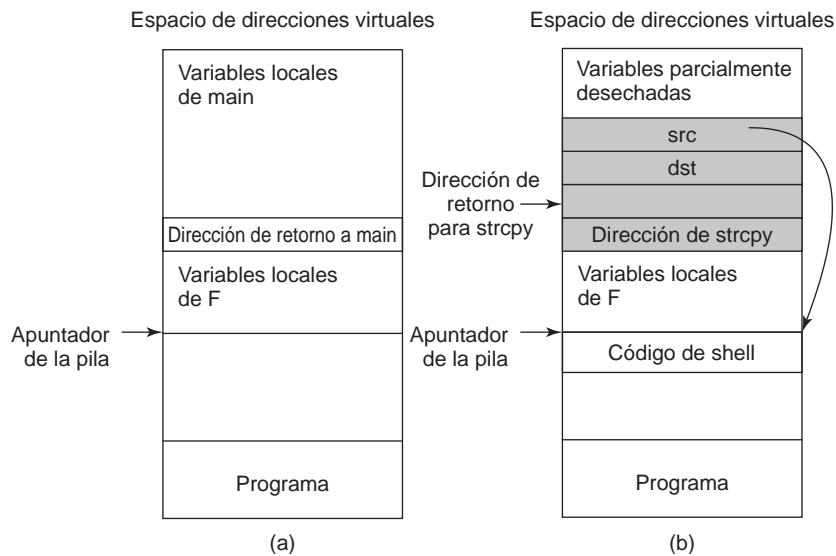 Espacio de direcciones virtuales
Variables locales
de main
Dirección de retorno a main
Variables locales
de F
Apuntador
de la pila
Programa
(a)
Espacio de direcciones virtuales
Variables parcialmente
desechadas
src
dst
Dirección de
retorno
para strcpy
Dirección de strcpy
Variables locales
de F
Apuntador
de la pila
Código de shell
Programa
(b)